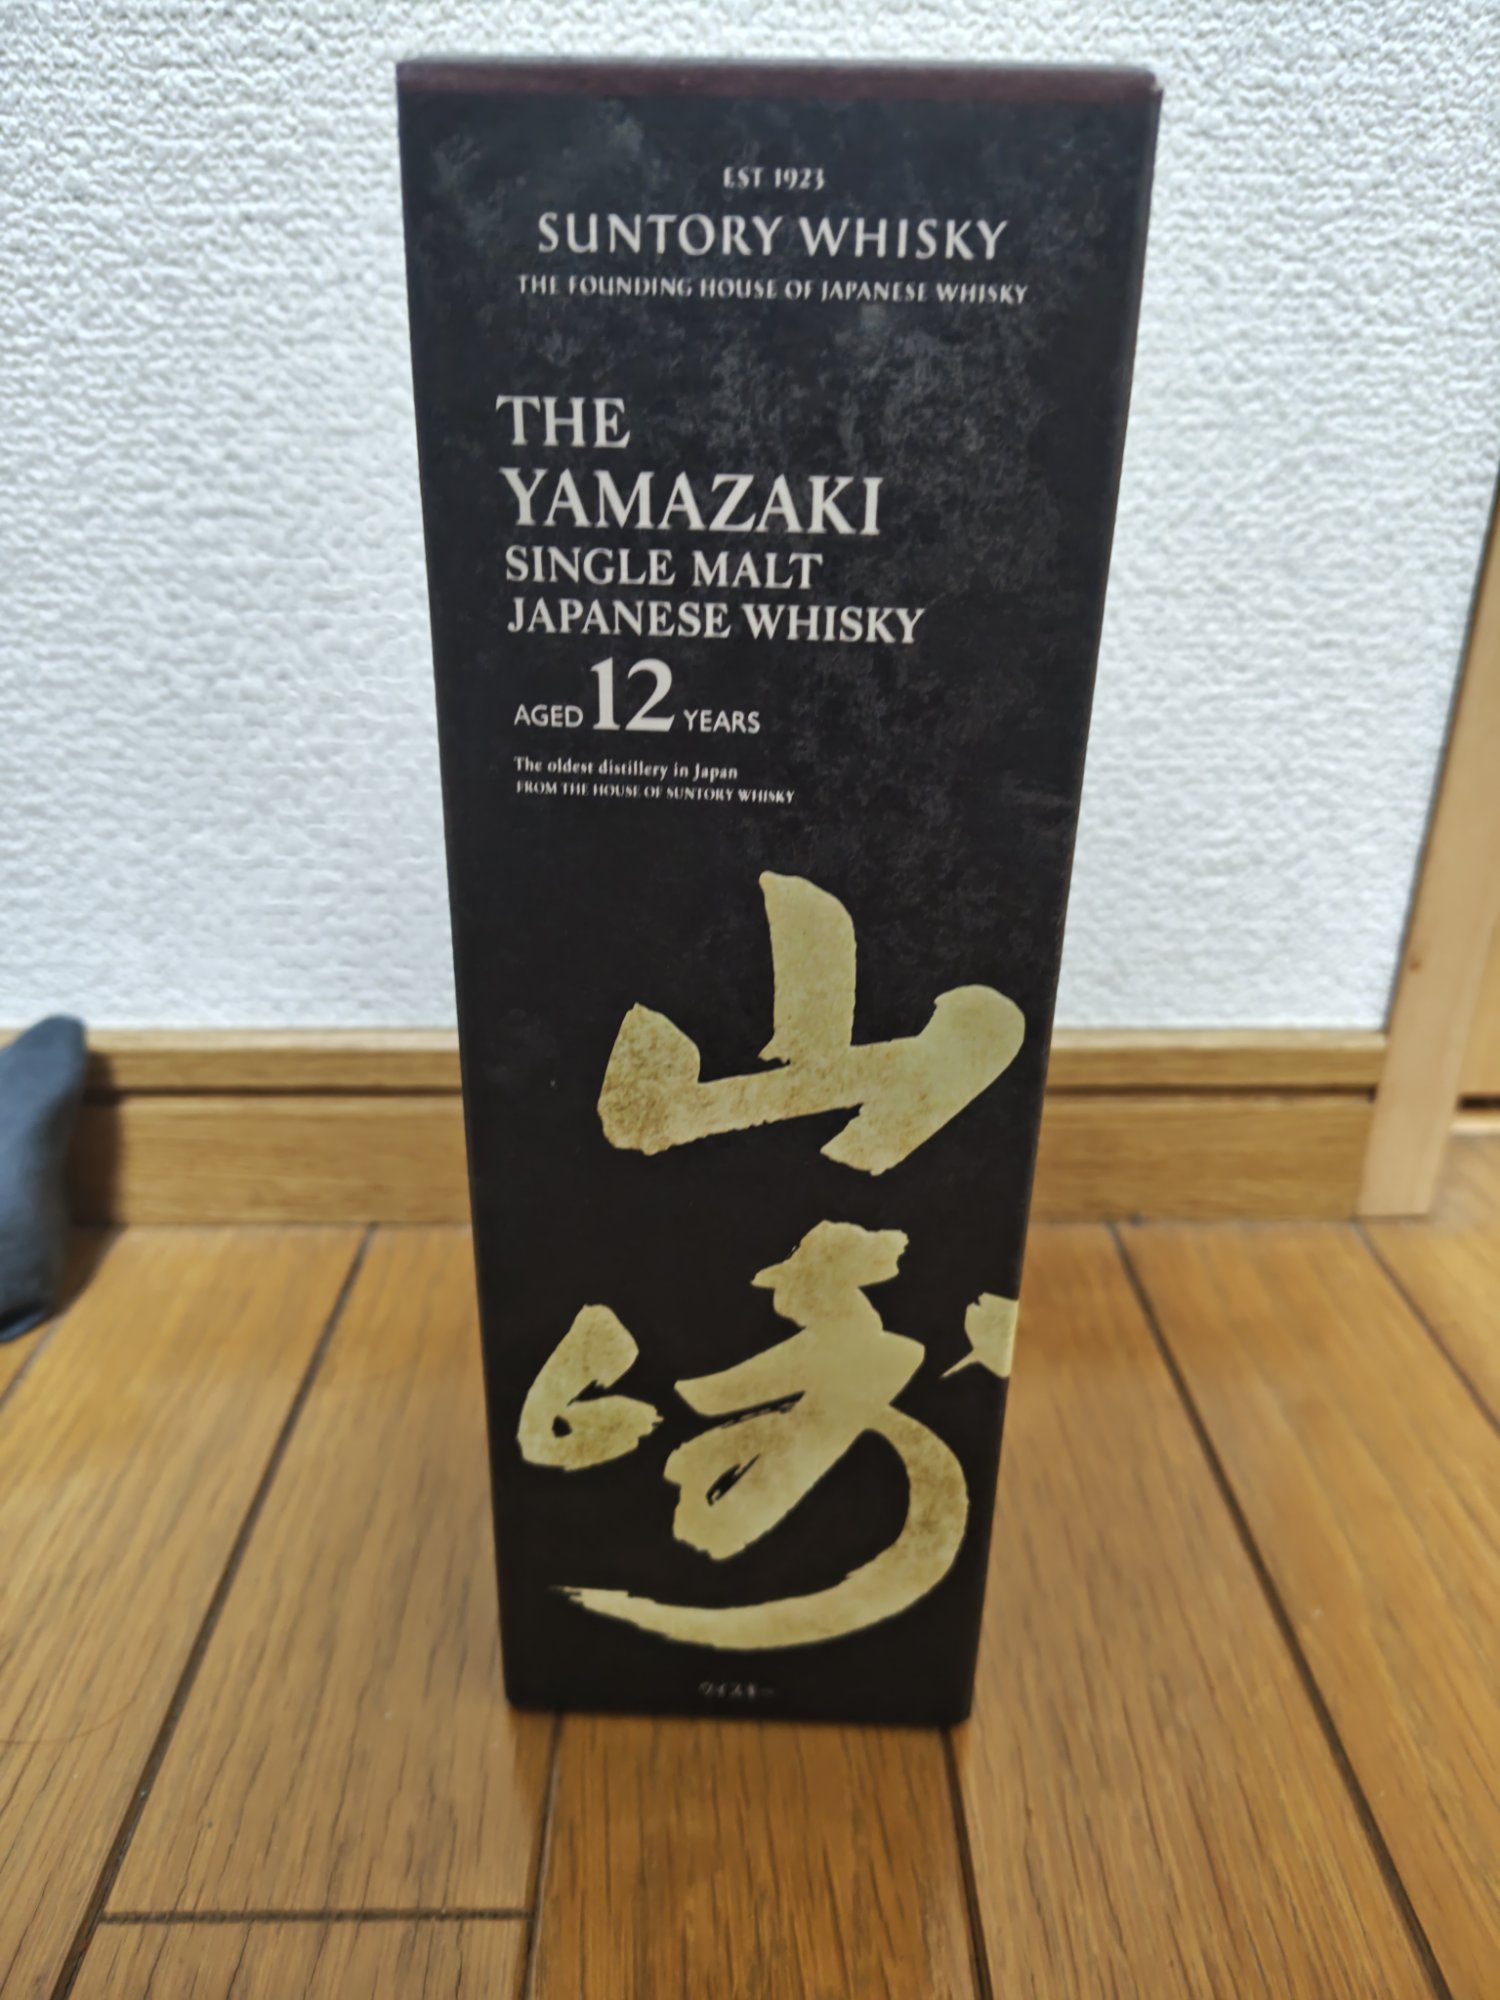 EST 1923
SUNTORY WHISKY
THE FOUNDING HOUSE OF JAPANESE WHISKY
THE
YAMAZAKI
SINGLE MALT
JAPANESE WHISKY
AGED 12 YEARS
The oldest distillery in Japan
FROM THE HOUSE OF SUNTORY WHISKY
山
崎
ウイスキー